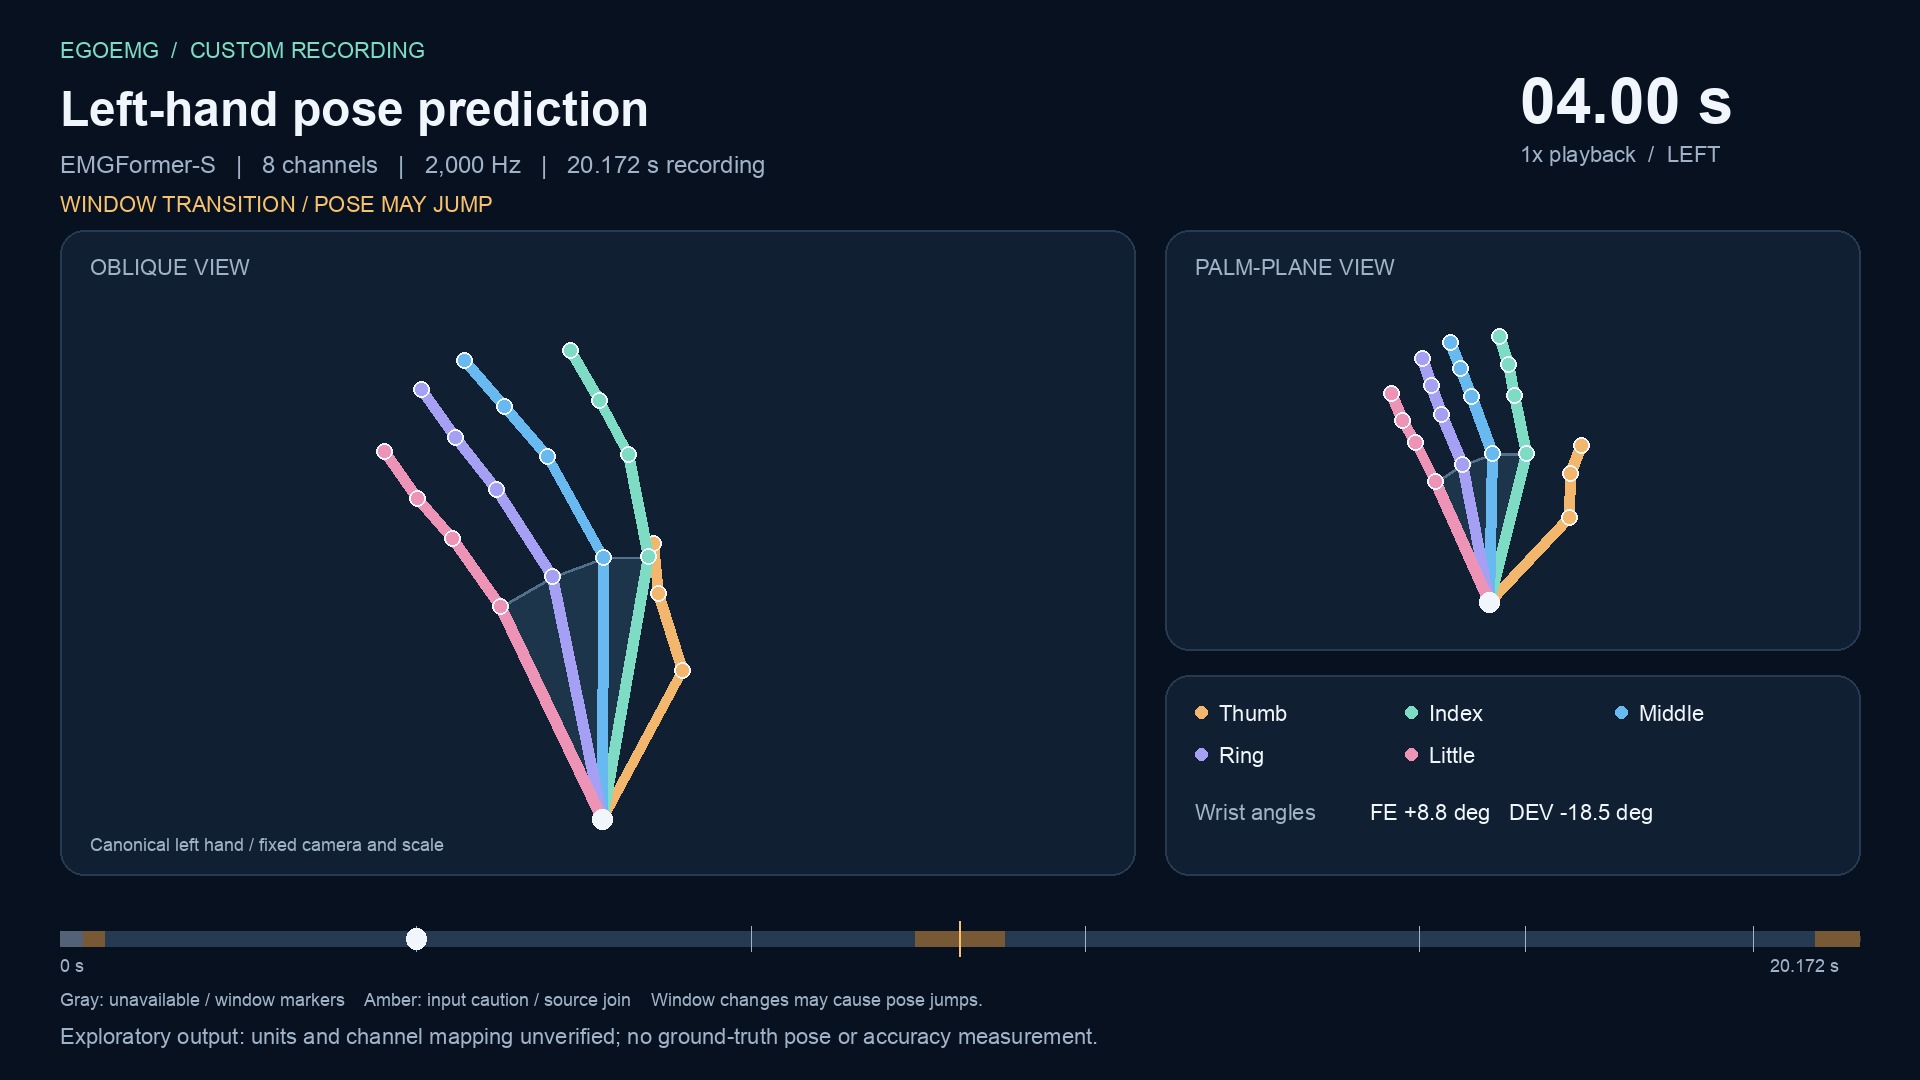 EGOEMG / CUSTOM RECORDING
Left-hand pose prediction
EMGFormer-S | 8 channels | 2,000 Hz | 20.172 s recording
WINDOW TRANSITION / POSE MAY JUMP
04.00 s
1x playback / LEFT
OBLIQUE VIEW
Canonical left hand / fixed camera and scale
PALM-PLANE VIEW
Thumb Index Middle
Ring Little
Wrist angles FE +8.8 deg DEV -18.5 deg
0 s 20.172 s
Gray: unavailable / window markers Amber: input caution / source join Window changes may cause pose jumps.
Exploratory output: units and channel mapping unverified; no ground-truth pose or accuracy measurement.